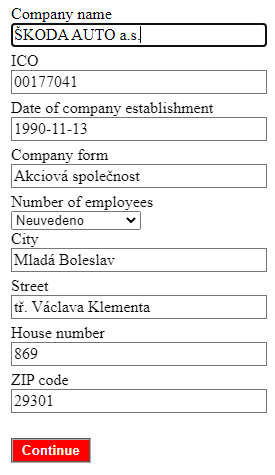 Company name
ŠKODA AUTO a.s.
ICO
00177041
Date of company establishment
1990-11-13
Company form
Akciová společnost
Number of employees
Neuvedeno
City
Mladá Boleslav
Street
tř. Václava Klementa
House number
869
ZIP code
29301
Continue